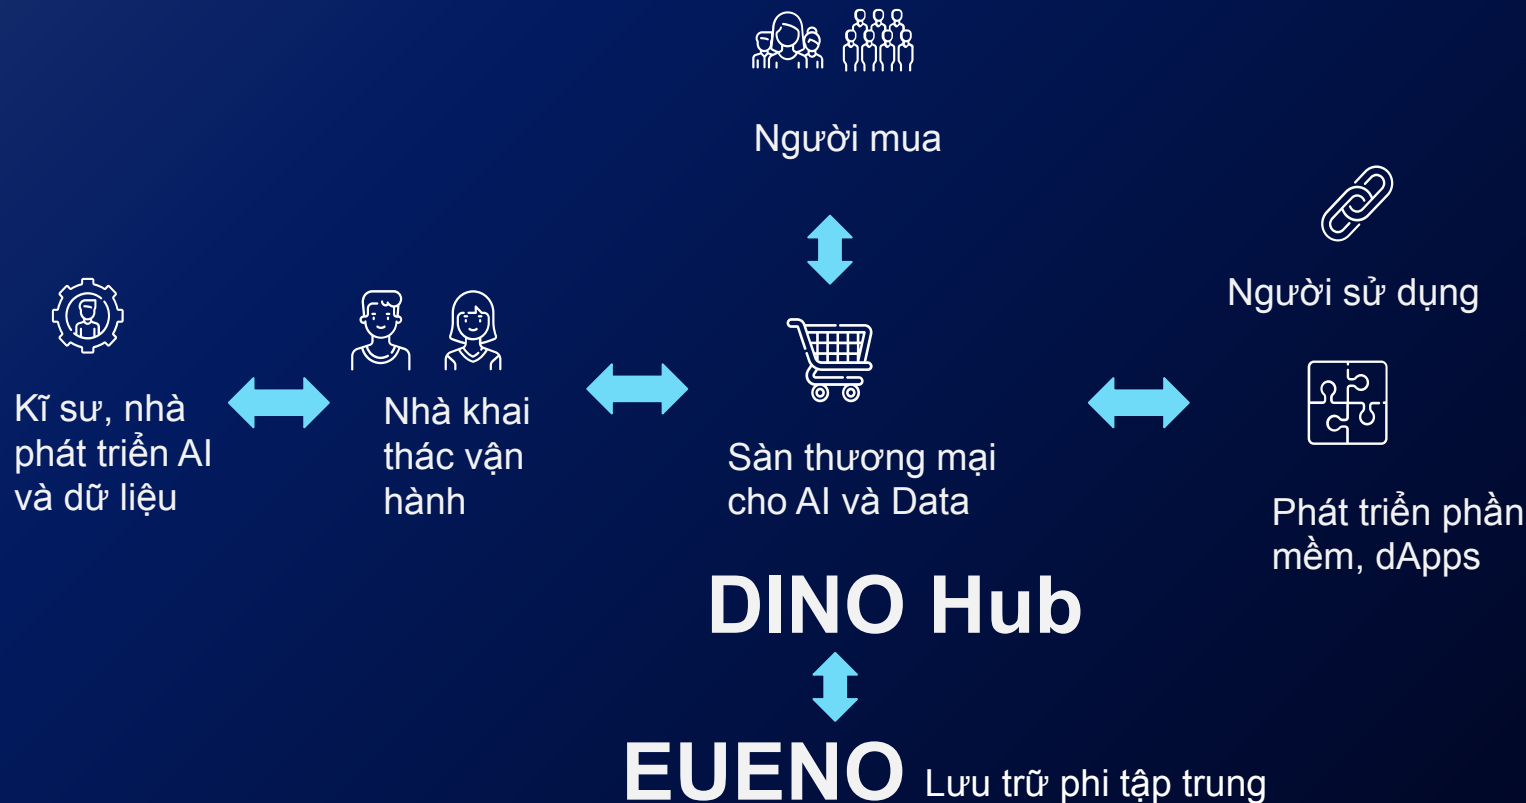 Người mua
Người sử dụng
Kĩ sư, nhà
phát triển AI
và dữ liệu
Nhà khai
thác vận
hành
Sàn thương mại
cho AI và Data
Phát triển phần
mềm, dApps
DINO Hub
EUENO Lưu trữ phi tập trung